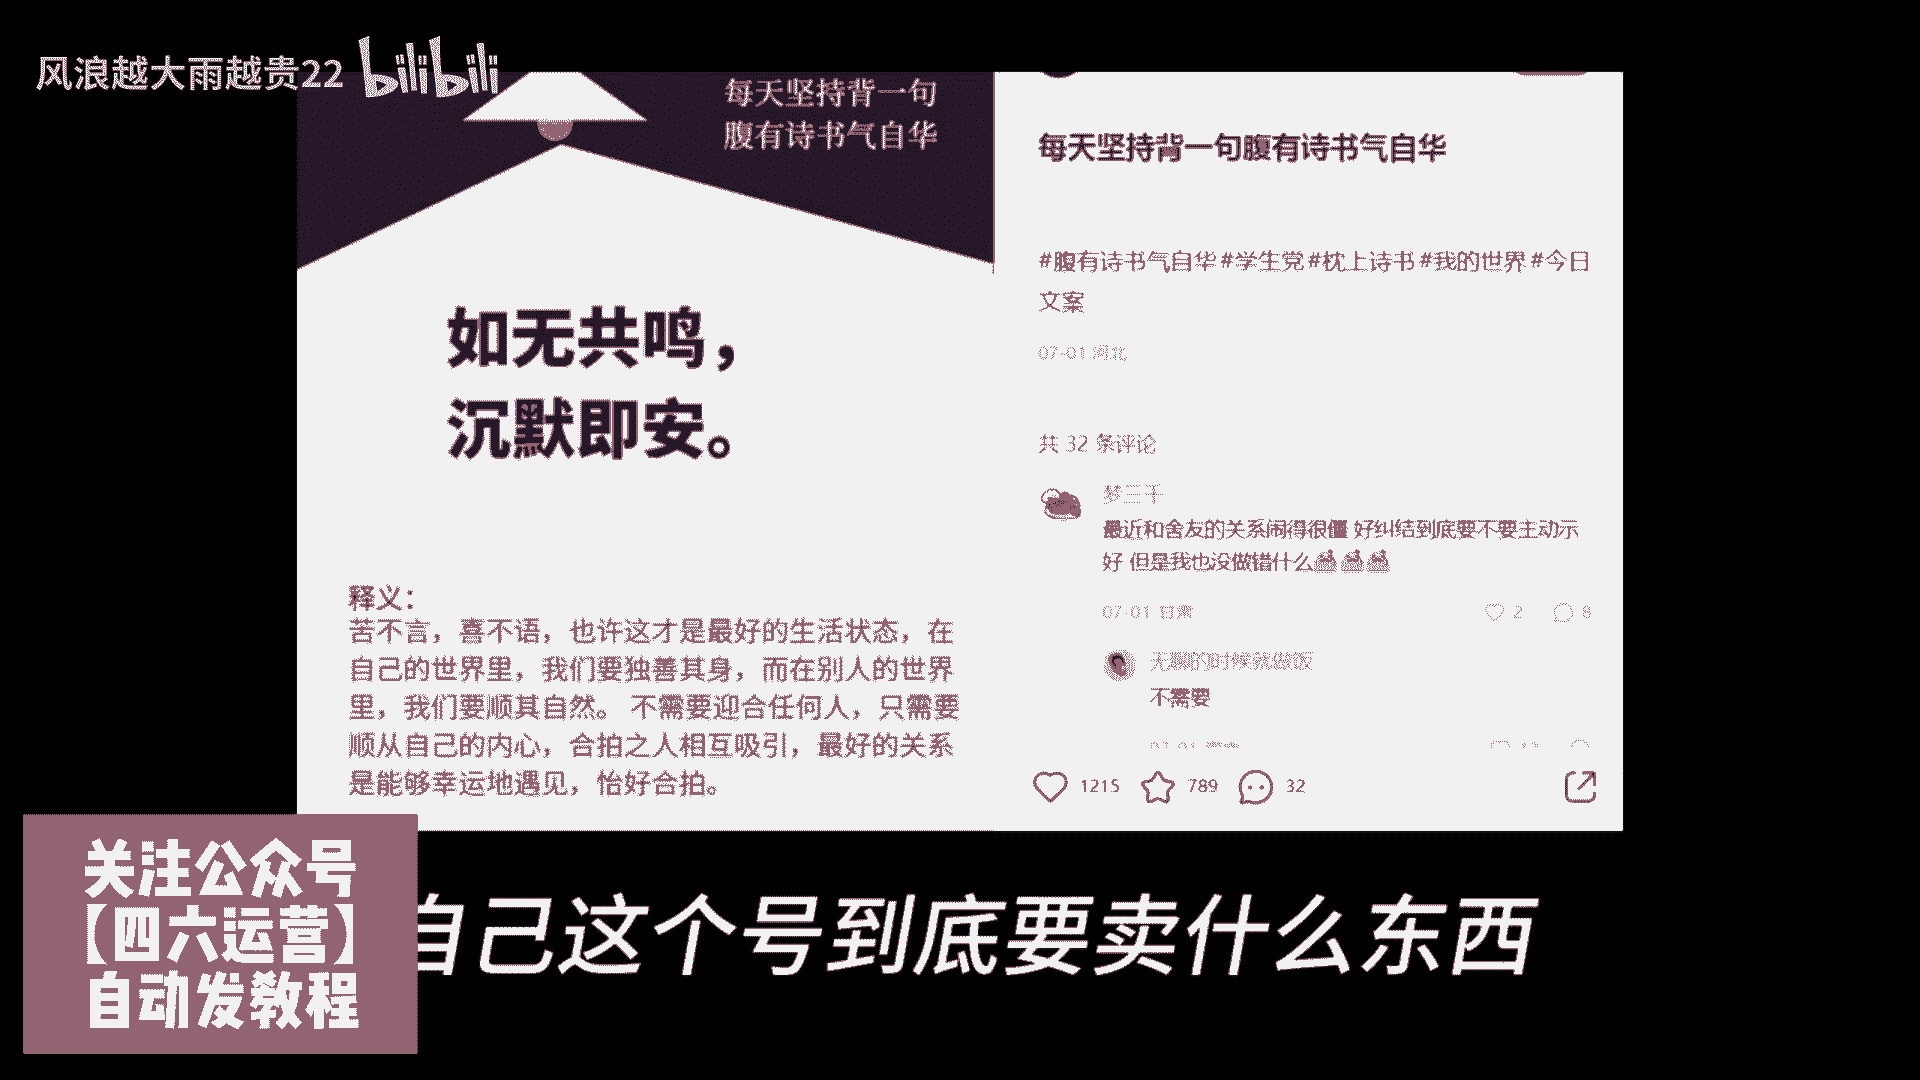 风浪越大雨越贵22 bilibili
每天坚持背一句
腹有诗书气自华
如无共鸣，
沉默即安。
释义：
苦不言，喜不语，也许这才是最好的生活状态，在
自己的世界里，我们要独善其身，而在别人的世界
里，我们要顺其自然。 不需要迎合任何人，只需要
顺从自己的内心，合拍之人相互吸引，最好的关系
是能够幸运地遇见，恰好合拍。
每天坚持背一句腹有诗书气自华
#腹有诗书气自华 #学生党 #枕上诗书 #我的世界 #今日
文案
07-01 河北
共 32 条评论
梦三千
最近和舍友的关系闹得很僵 好纠结到底要不要主动示
好 但是我也没做错什么
07-01 甘肃
2 8
无聊的时候就做饭
不需要
1215 789 32
关注公众号
【四六运营】
自动发教程
自己这个号到底要卖什么东西